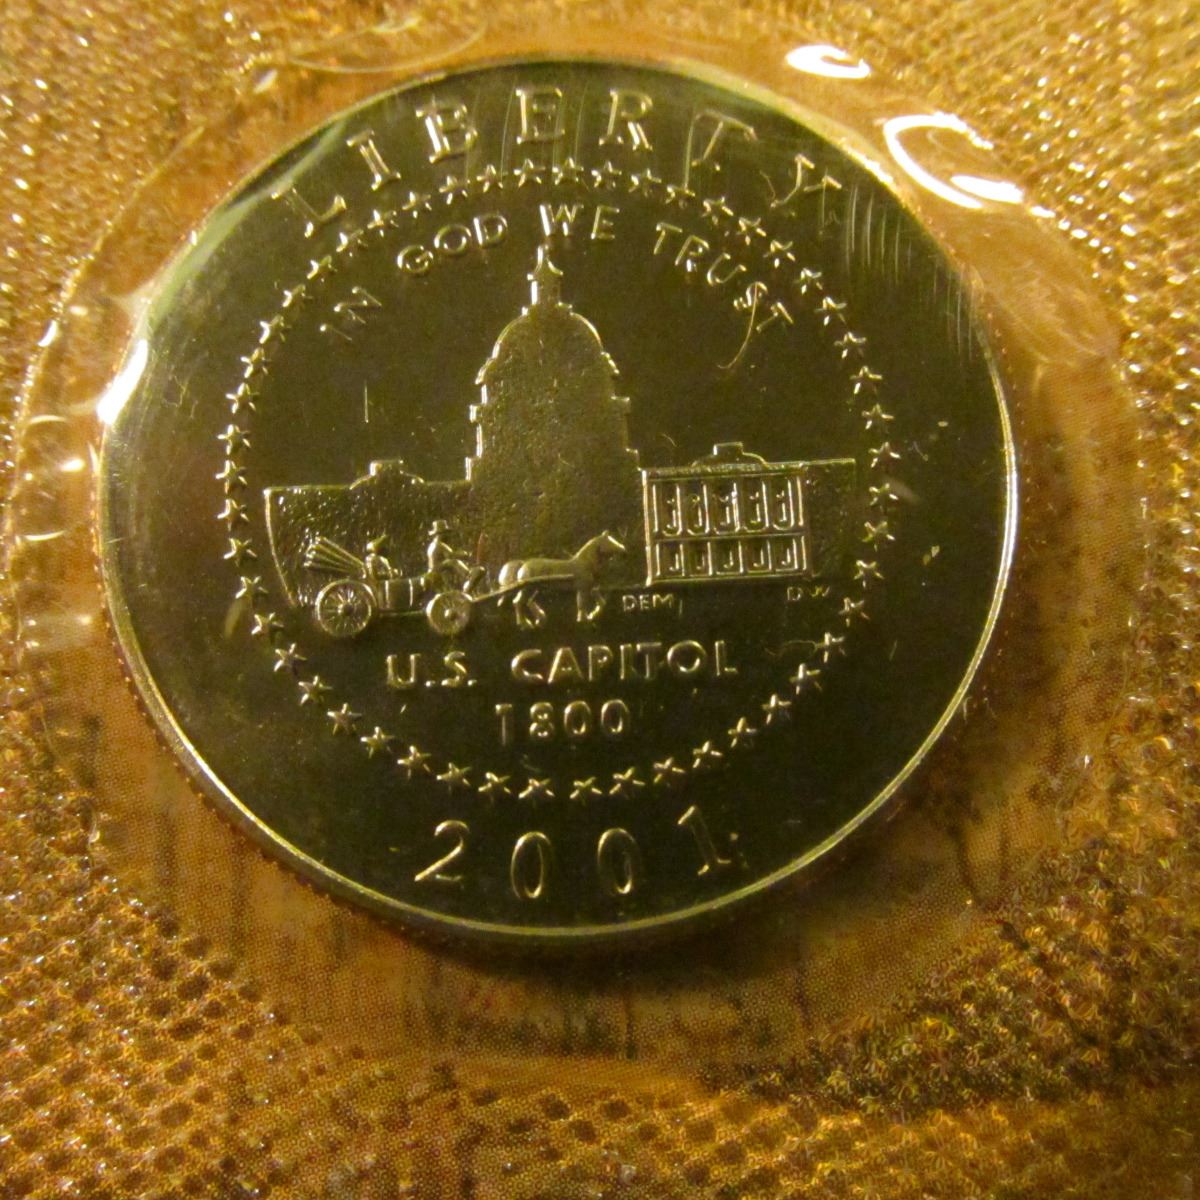 LIBERTY
IN GOD WE TRUST
DEM DW
U.S. CAPITOL
1800
2001